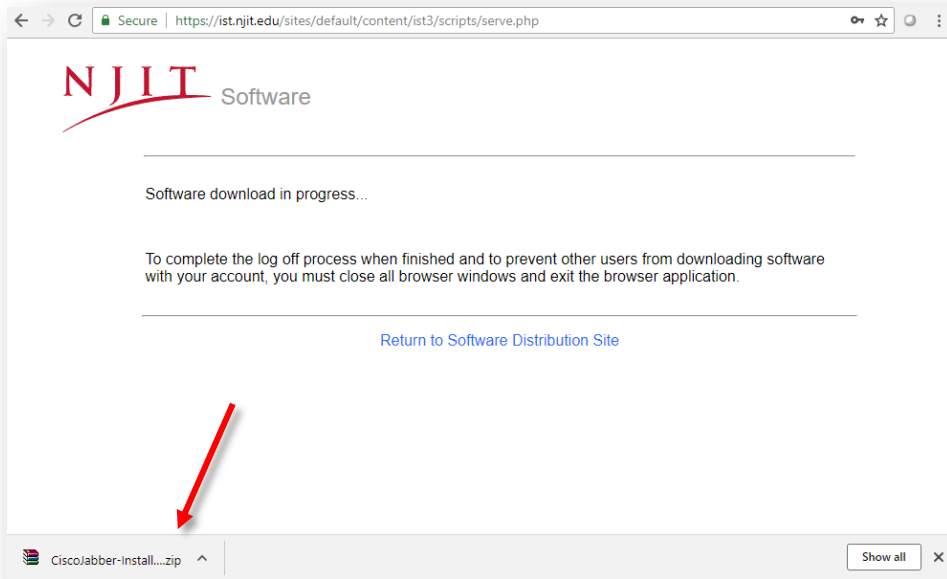 Secure | https://ist.njit.edu/sites/default/content/ist3/scripts/serve.php
NJIT Software
Software download in progress...
To complete the log off process when finished and to prevent other users from downloading software
with your account, you must close all browser windows and exit the browser application.
Return to Software Distribution Site
CiscoJabber-Install....zip
Show all